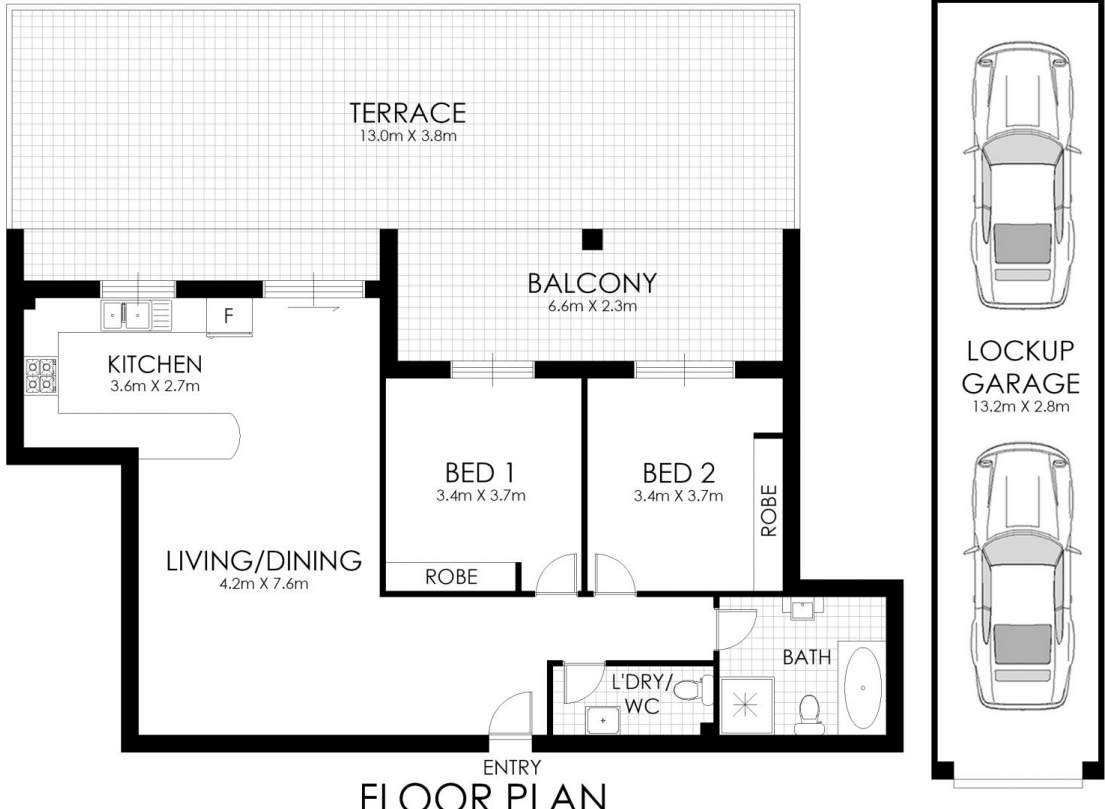 TERRACE
13.0m X 3.8m
BALCONY
6.6m X 2.3m
F
KITCHEN
3.6m X 2.7m
LOCKUP
GARAGE
13.2m X 2.8m
BED 1
3.4m X 3.7m
BED 2
3.4m X 3.7m
ROBE
LIVING/DINING
4.2m X 7.6m
ROBE
BATH
L'DRY/
WC
ENTRY
FLOOR PLAN